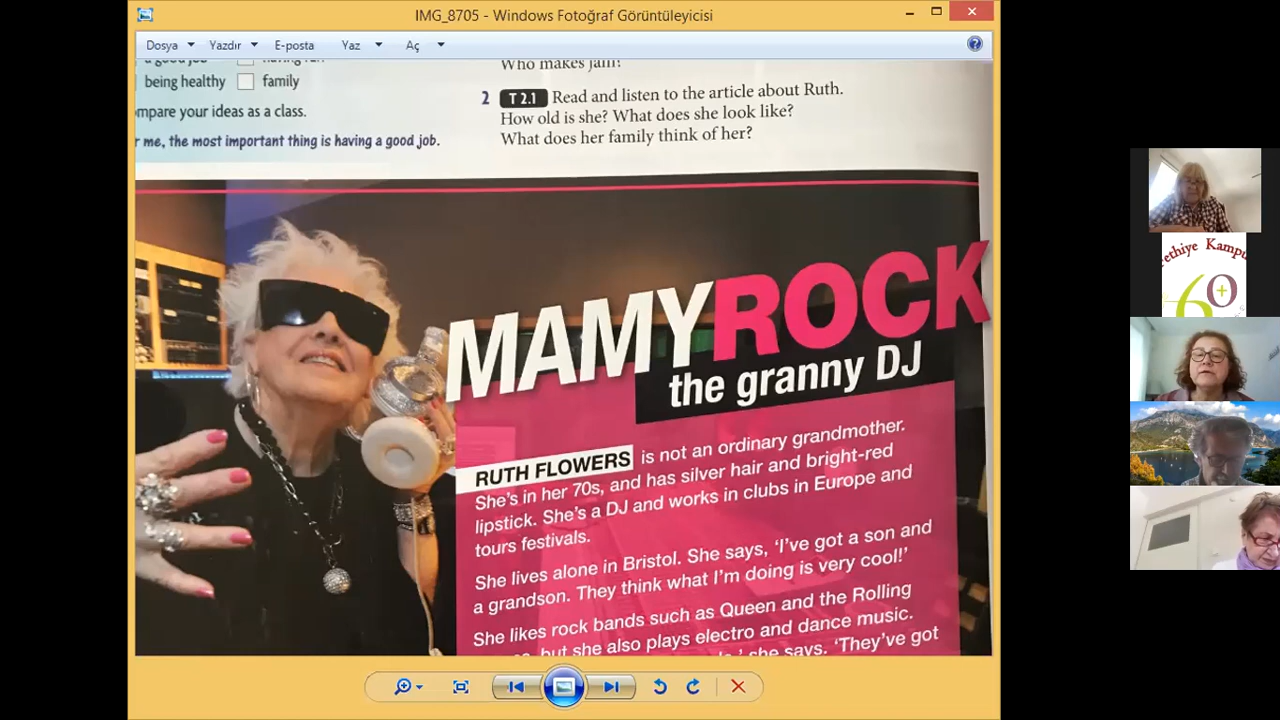 IMG_8705 - Windows Fotoğraf Görüntüleyicisi
Dosya Yazdır E-posta Yaz Aç
a good job having fun
being healthy family
mpare your ideas as a class.
r me, the most important thing is having a good job.
Who makes jam?
2 T 2.1 Read and listen to the article about Ruth.
How old is she? What does she look like?
What does her family think of her?
MAMYROCK
the granny DJ
RUTH FLOWERS is not an ordinary grandmother.
She's in her 70s, and has silver hair and bright-red
lipstick. She's a DJ and works in clubs in Europe and
tours festivals.
She lives alone in Bristol. She says, 'I've got a son and
a grandson. They think what I'm doing is very cool!'
She likes rock bands such as Queen and the Rolling
but she also plays electro and dance music.
she says. 'They've got
ethiye Kampu
60